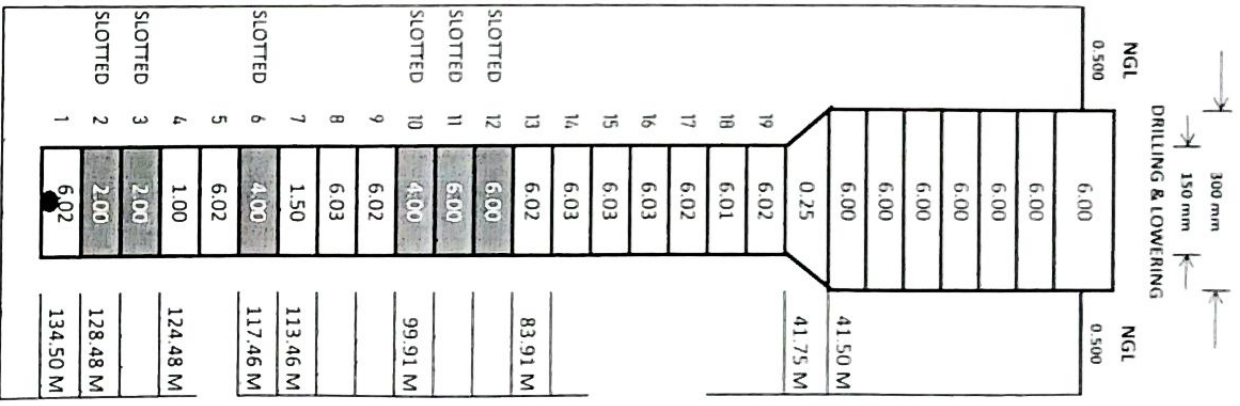 300 mm
150 mm
DRILLING & LOWERING
NGL NGL
0.500 0.500
6.00
6.00
6.00
6.00
6.00
6.00
6.00 41.50 M
0.25 41.75 M
19 6.02
18 6.01
17 6.02
16 6.03
15 6.03
14 6.03
13 6.02 83.91 M
SLOTTED 12 6.00
SLOTTED 11 6.00
SLOTTED 10 4.00 99.91 M
9 6.02
8 6.03
7 1.50 113.46 M
SLOTTED 6 4.00 117.46 M
5 6.02
4 1.00 124.48 M
SLOTTED 3 2.00
SLOTTED 2 2.00 128.48 M
1 6.02 134.50 M